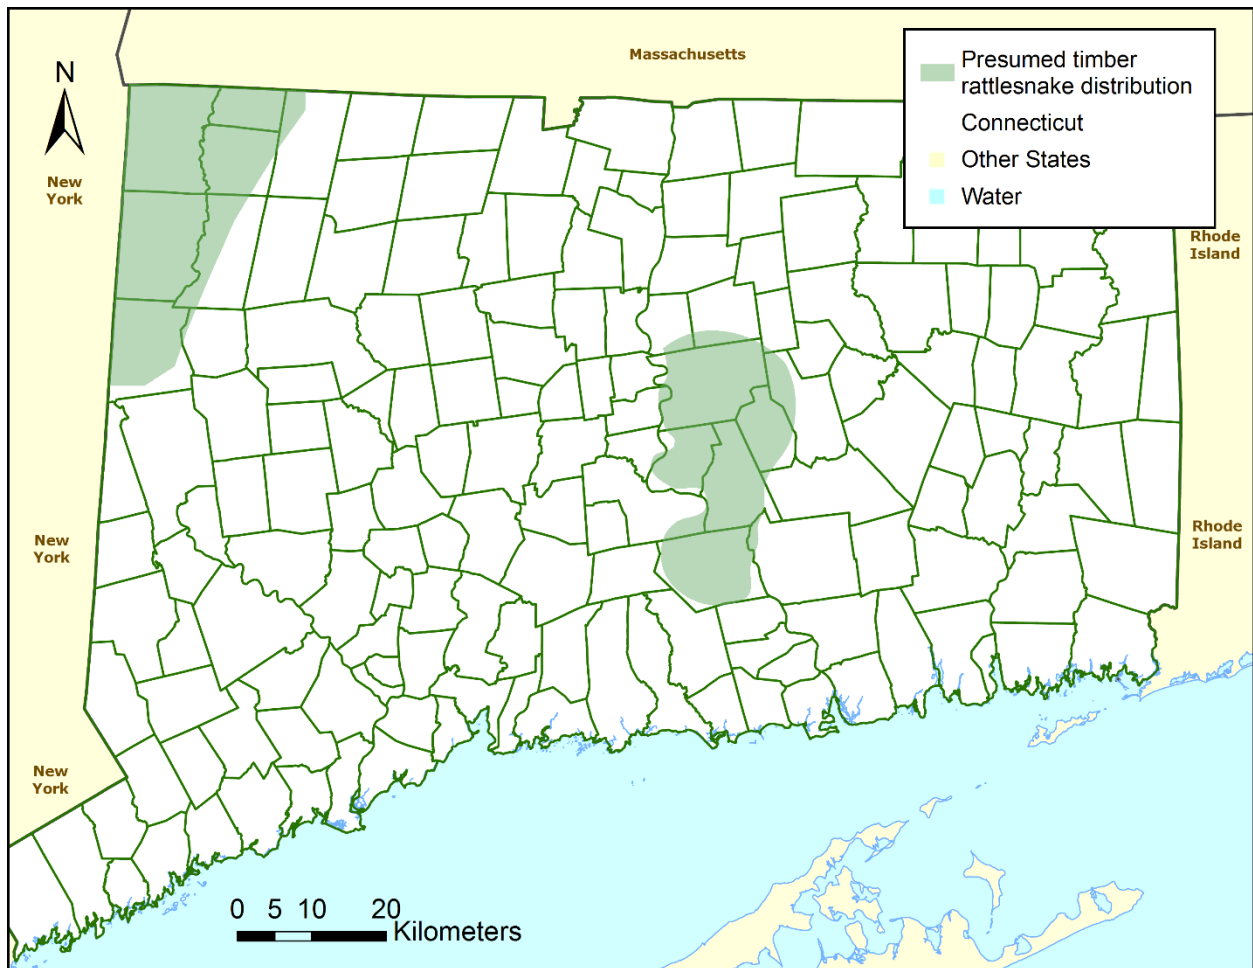 Massachusetts
Presumed timber
rattlesnake distribution
Connecticut
Other States
Water
N
New
York
Rhode
Island
New
York
Rhode
Island
New
York
0 5 10 20
Kilometers